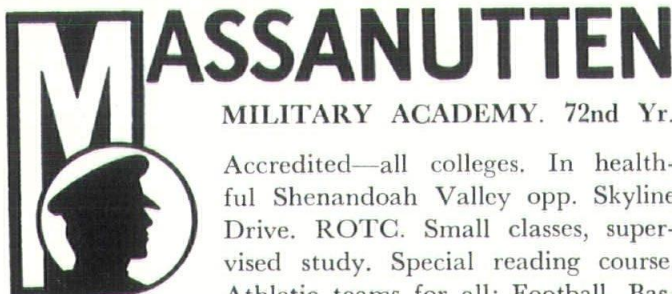 MASSANUTTEN
MILITARY ACADEMY. 72nd Yr.
Accredited—all colleges. In health-
ful Shenandoah Valley opp. Skyline
Drive. ROTC. Small classes, super-
vised study. Special reading course
Athletic teams for all: Football, Bas-